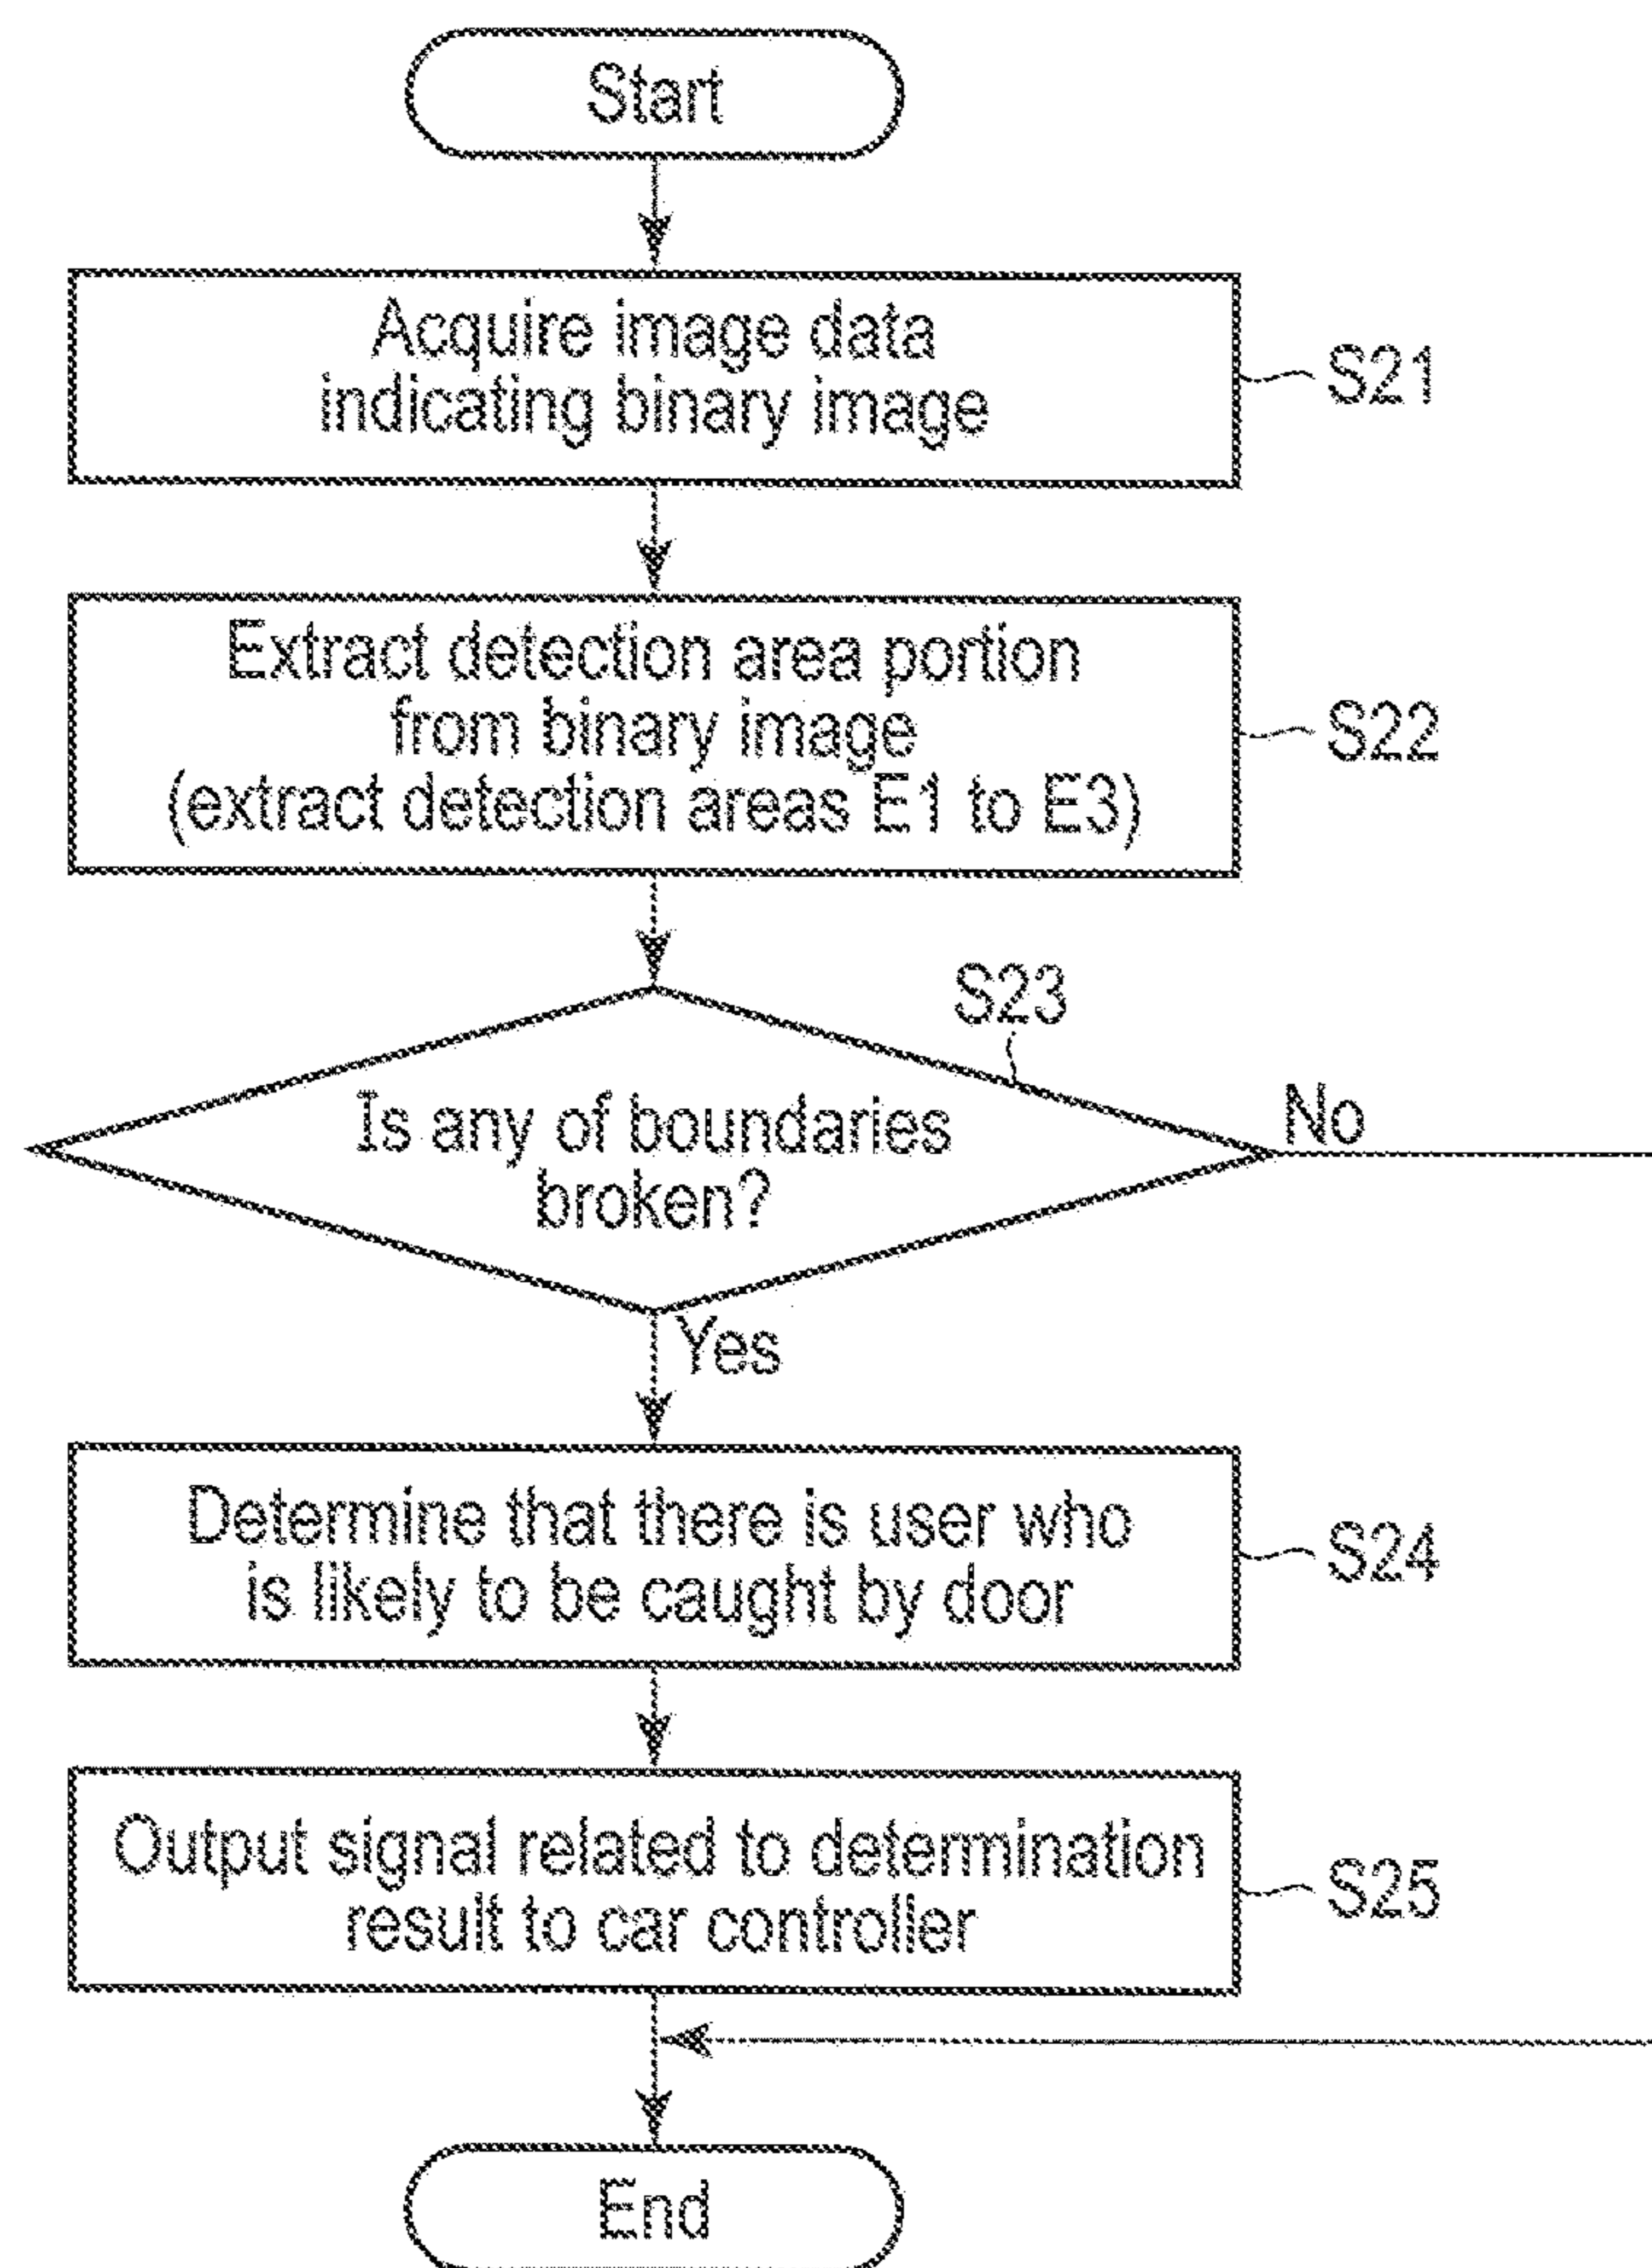 Start
Acquire image data
indicating binary image
S21
Extract detection area portion
from binary image
(extract detection areas E1 to E3)
S22
S23
Is any of boundaries
broken?
No
Yes
Determine that there is user who
is likely to be caught by door
S24
Output signal related to determination
result to car controller
S25
End